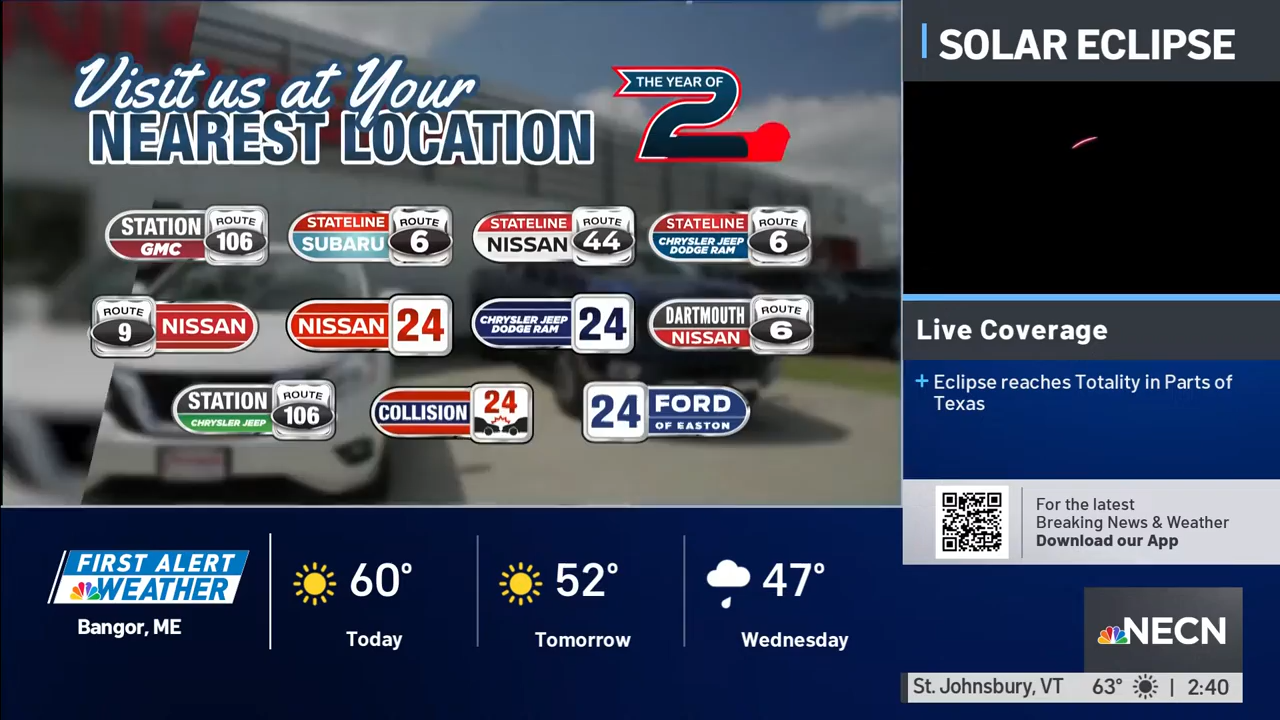 Visit us at Your
NEAREST LOCATION
THE YEAR OF
2
STATION
GMC
ROUTE
106
STATELINE
SUBARU
ROUTE
6
STATELINE
NISSAN
ROUTE
44
STATELINE
CHRYSLER JEEP
DODGE RAM
ROUTE
6
ROUTE
9
NISSAN
NISSAN
24
CHRYSLER JEEP
DODGE RAM
24
DARTMOUTH
NISSAN
ROUTE
6
STATION
CHRYSLER JEEP
ROUTE
106
COLLISION
24
24
FORD
OF EASTON
SOLAR ECLIPSE
Live Coverage
+ Eclipse reaches Totality in Parts of
Texas
For the latest
Breaking News & Weather
Download our App
FIRST ALERT
WEATHER
Bangor, ME
60°
Today
52°
Tomorrow
47°
Wednesday
NECN
St. Johnsbury, VT 63° | 2:40